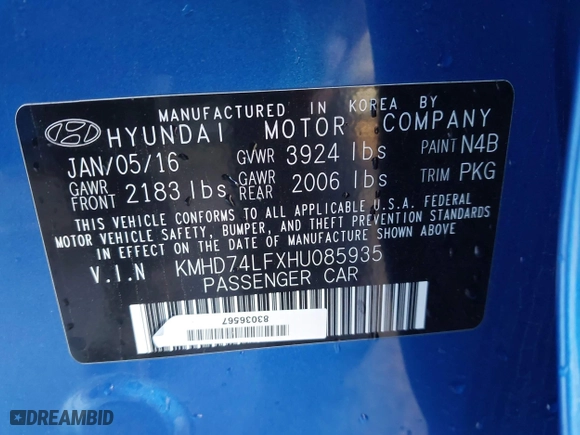 MANUFACTURED IN KOREA BY
HYUNDAI MOTOR COMPANY
JAN/05/16 GVWR 3924 lbs PAINT N4B
GAWR FRONT 2183 lbs GAWR REAR 2006 lbs TRIM PKG
THIS VEHICLE CONFORMS TO ALL APPLICABLE U.S.A. FEDERAL
MOTOR VEHICLE SAFETY, BUMPER, AND THEFT PREVENTION STANDARDS
IN EFFECT ON THE DATE OF MANUFACTURE SHOWN ABOVE
V.I.N KMHD74LFXHU085935
PASSENGER CAR
83036567
DREAMBID